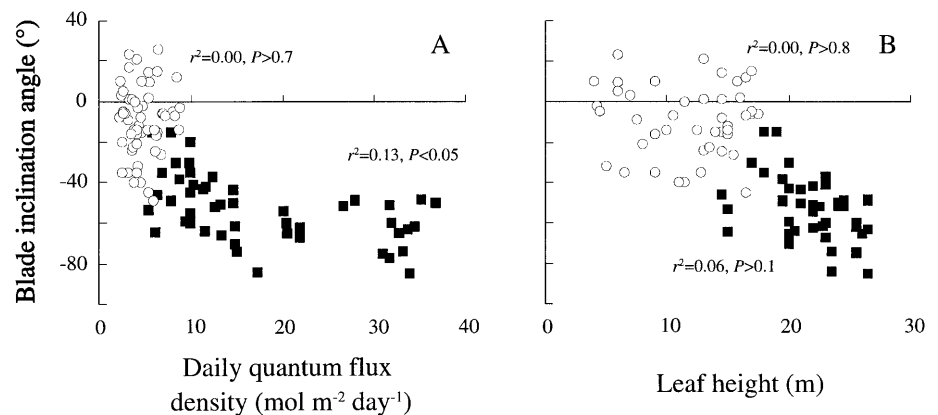 Blade inclination angle (°)
40
0
-40
-80
r²=0.00, P>0.7
A
r²=0.13, P<0.05
0
10
20
30
40
Daily quantum flux
density (mol m⁻² day⁻¹)
r²=0.00, P>0.8
B
r²=0.06, P>0.1
0
10
20
30
Leaf height (m)